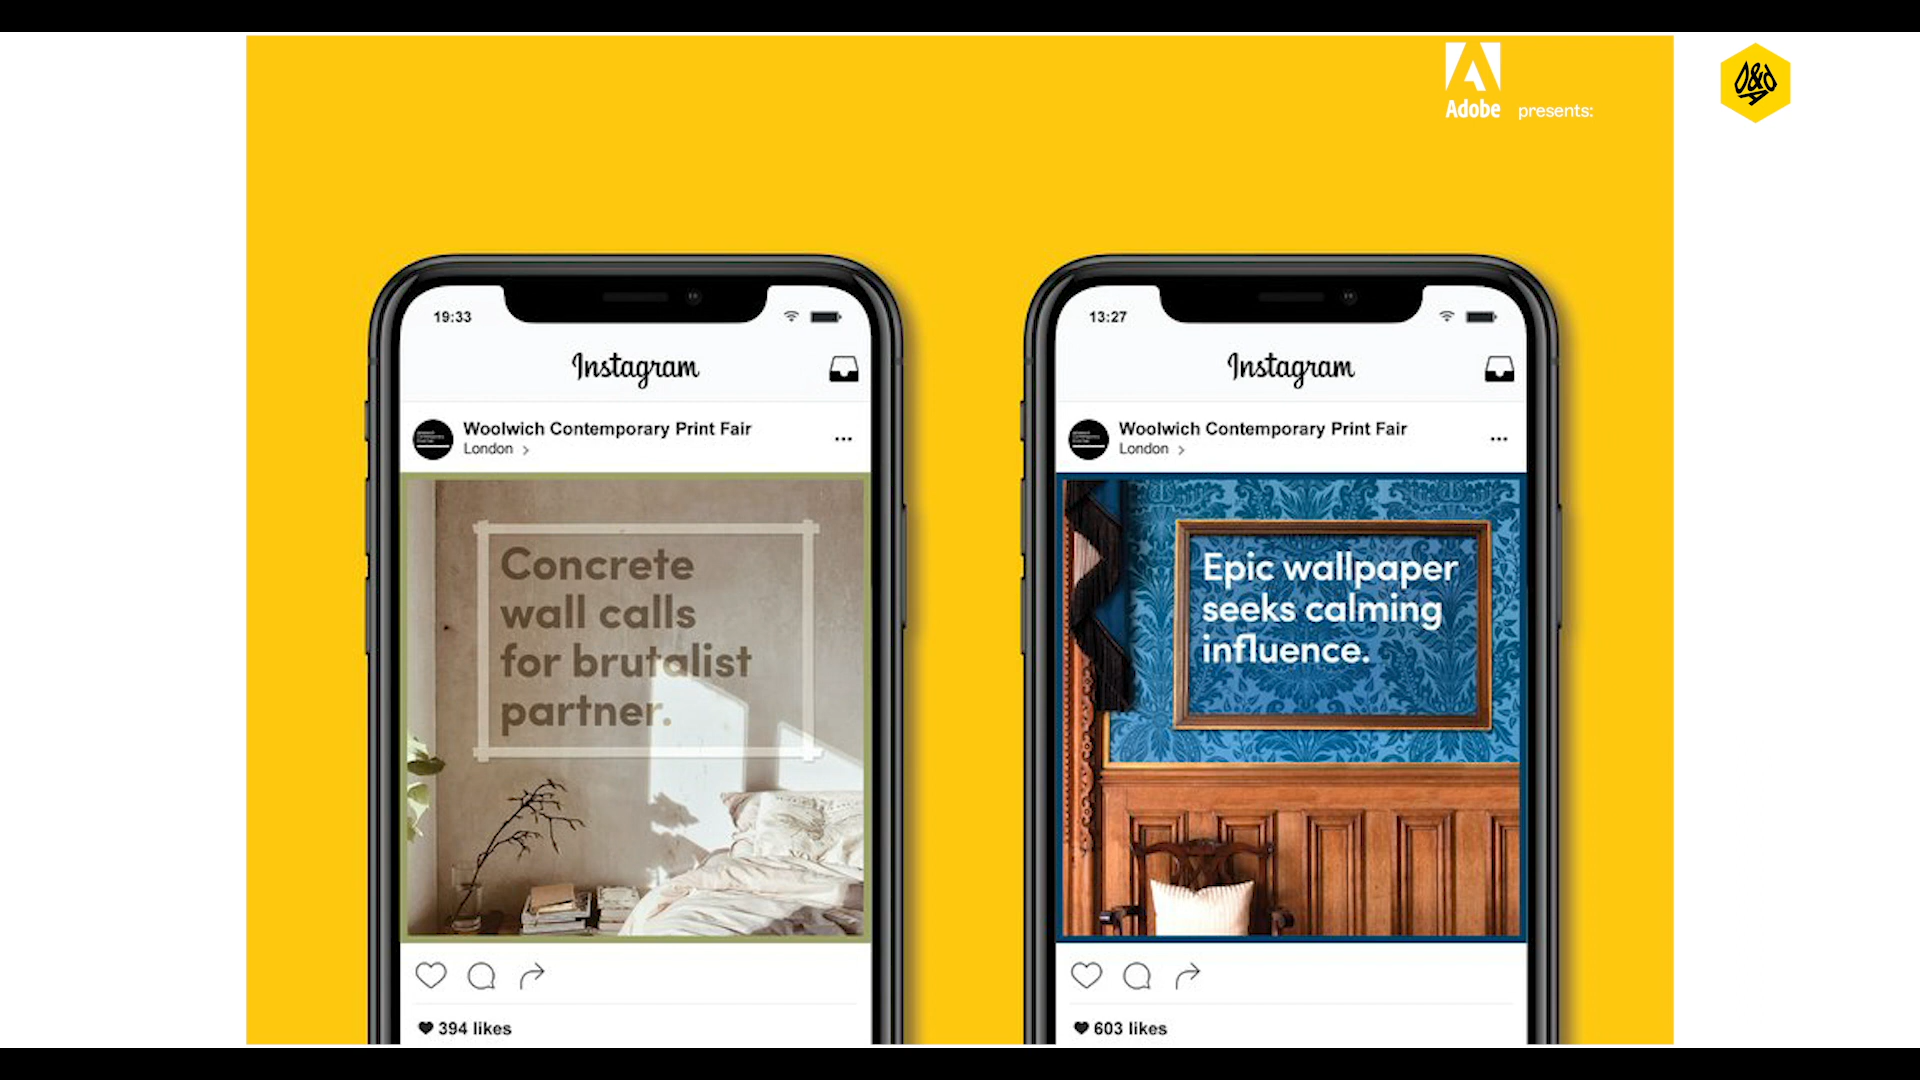 Adobe presents:
D&AD
19:33
Instagram
Woolwich Contemporary Print Fair
London >
Concrete
wall calls
for brutalist
partner.
394 likes
13:27
Instagram
Woolwich Contemporary Print Fair
London >
Epic wallpaper
seeks calming
influence.
603 likes